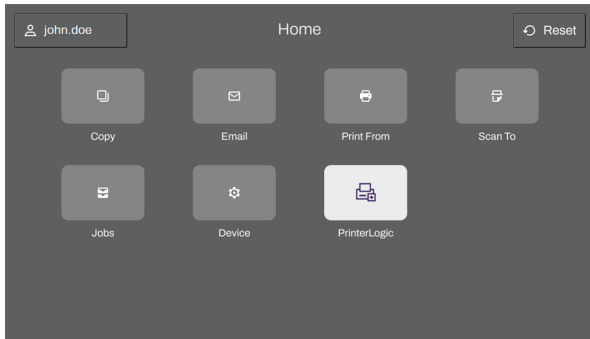 john.doe
Home
Reset
Copy
Email
Print From
Scan To
Jobs
Device
PrinterLogic